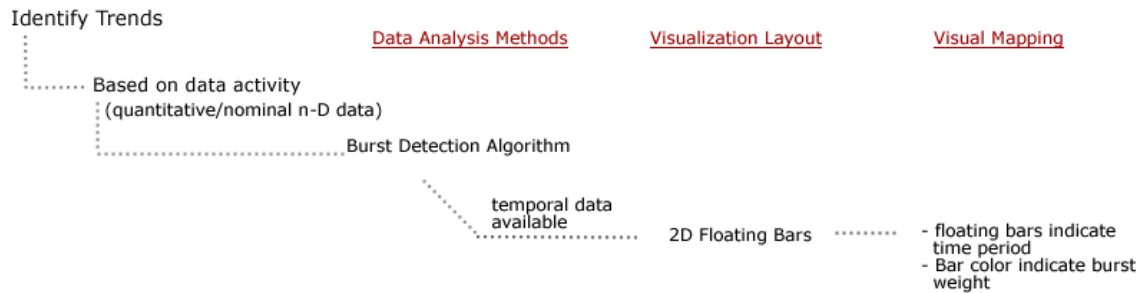 Identify Trends
Data Analysis Methods
Visualization Layout
Visual Mapping
Based on data activity
(quantitative/nominal n-D data)
Burst Detection Algorithm
temporal data
available
2D Floating Bars
- floating bars indicate
time period
- Bar color indicate burst
weight